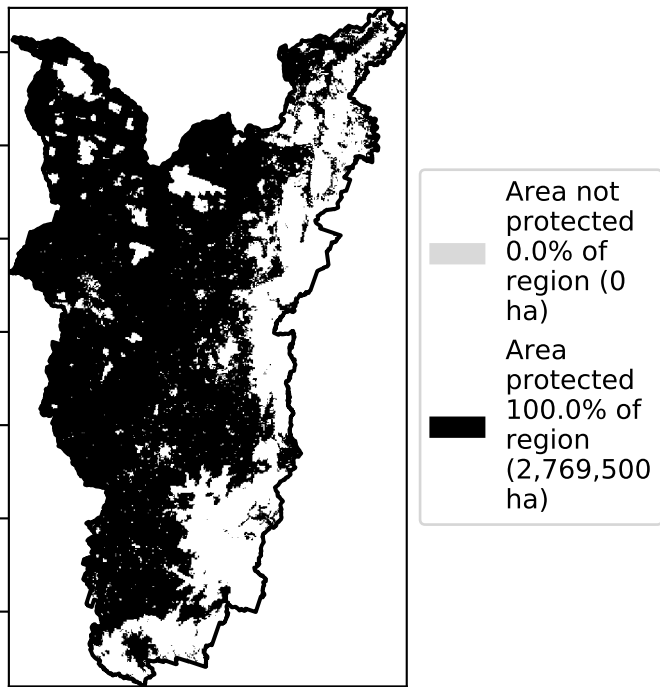 Area not
protected
0.0% of
region (0
ha)
Area
protected
100.0% of
region
(2,769,500
ha)